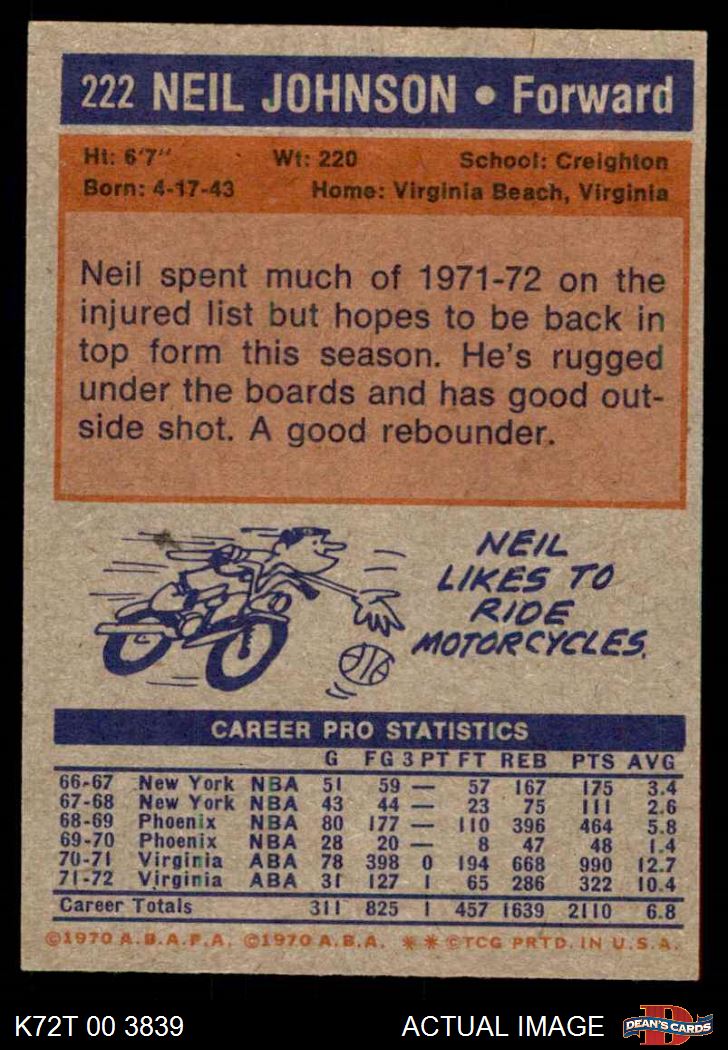 222 NEIL JOHNSON • Forward
Ht: 6'7" Wt: 220 School: Creighton
Born: 4-17-43 Home: Virginia Beach, Virginia
Neil spent much of 1971-72 on the
injured list but hopes to be back in
top form this season. He's rugged
under the boards and has good out-
side shot. A good rebounder.
NEIL
LIKES TO
RIDE
MOTORCYCLES.
CAREER PRO STATISTICS
G FG 3 PT FT REB PTS AVG
66-67 New York NBA 51 59 — 57 167 175 3.4
67-68 New York NBA 43 44 — 23 75 111 2.6
68-69 Phoenix NBA 80 177 — 110 396 464 5.8
69-70 Phoenix NBA 28 20 — 8 47 48 1.4
70-71 Virginia ABA 78 398 0 194 668 990 12.7
71-72 Virginia ABA 31 127 1 65 286 322 10.4
Career Totals 311 825 1 457 1639 2110 6.8
©1970 A.B.A.P.A. ©1970 A.B.A. ** ©TCG PRTD. IN U.S.A.
K72T 00 3839 ACTUAL IMAGE DEAN'S CARDS